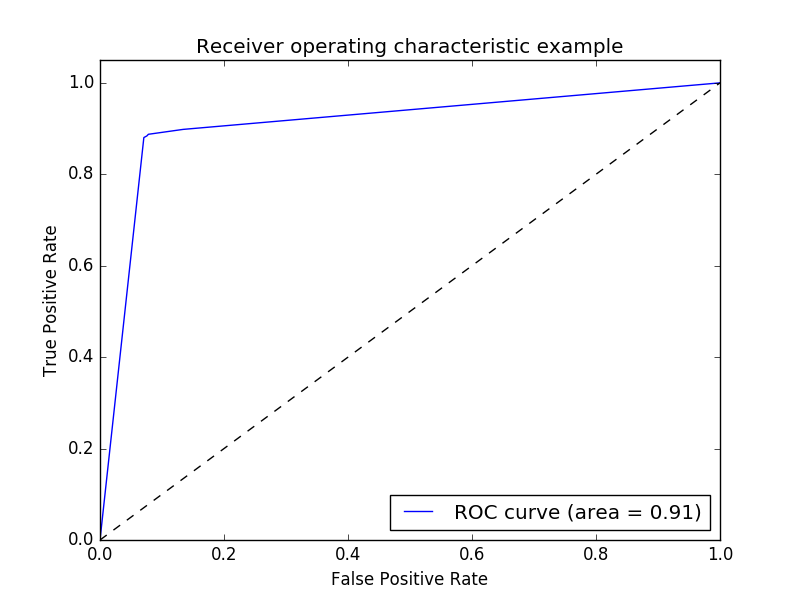 Receiver operating characteristic example
1.0
0.8
0.6
0.4
0.2
0.0
True Positive Rate
ROC curve (area = 0.91)
0.0 0.2 0.4 0.6 0.8 1.0
False Positive Rate